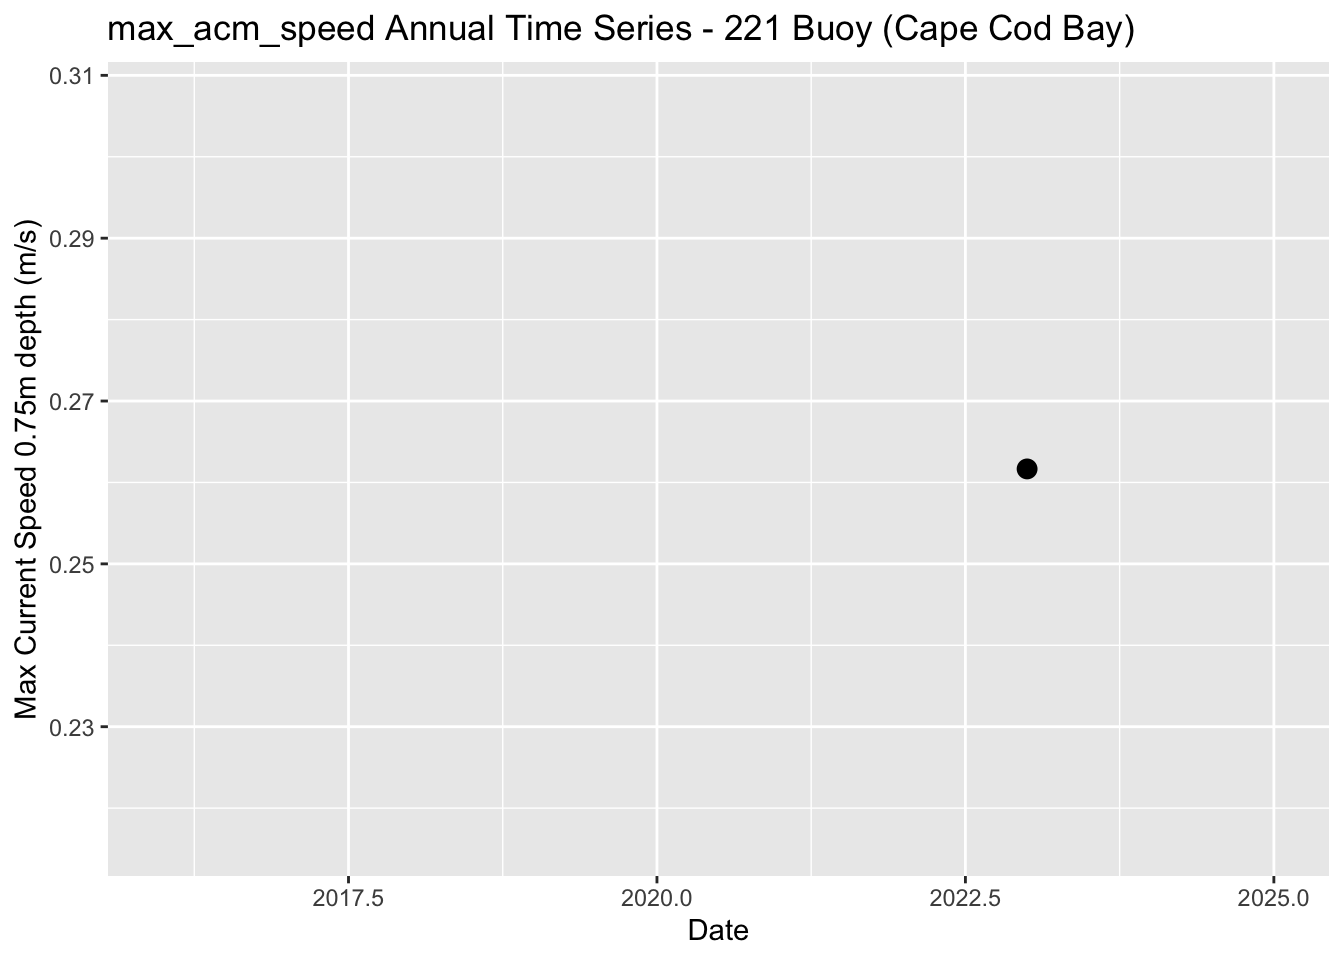 max_acm_speed Annual Time Series - 221 Buoy (Cape Cod Bay)
Max Current Speed 0.75m depth (m/s)
0.31
0.29
0.27
0.25
0.23
2017.5 2020.0 2022.5 2025.0
Date